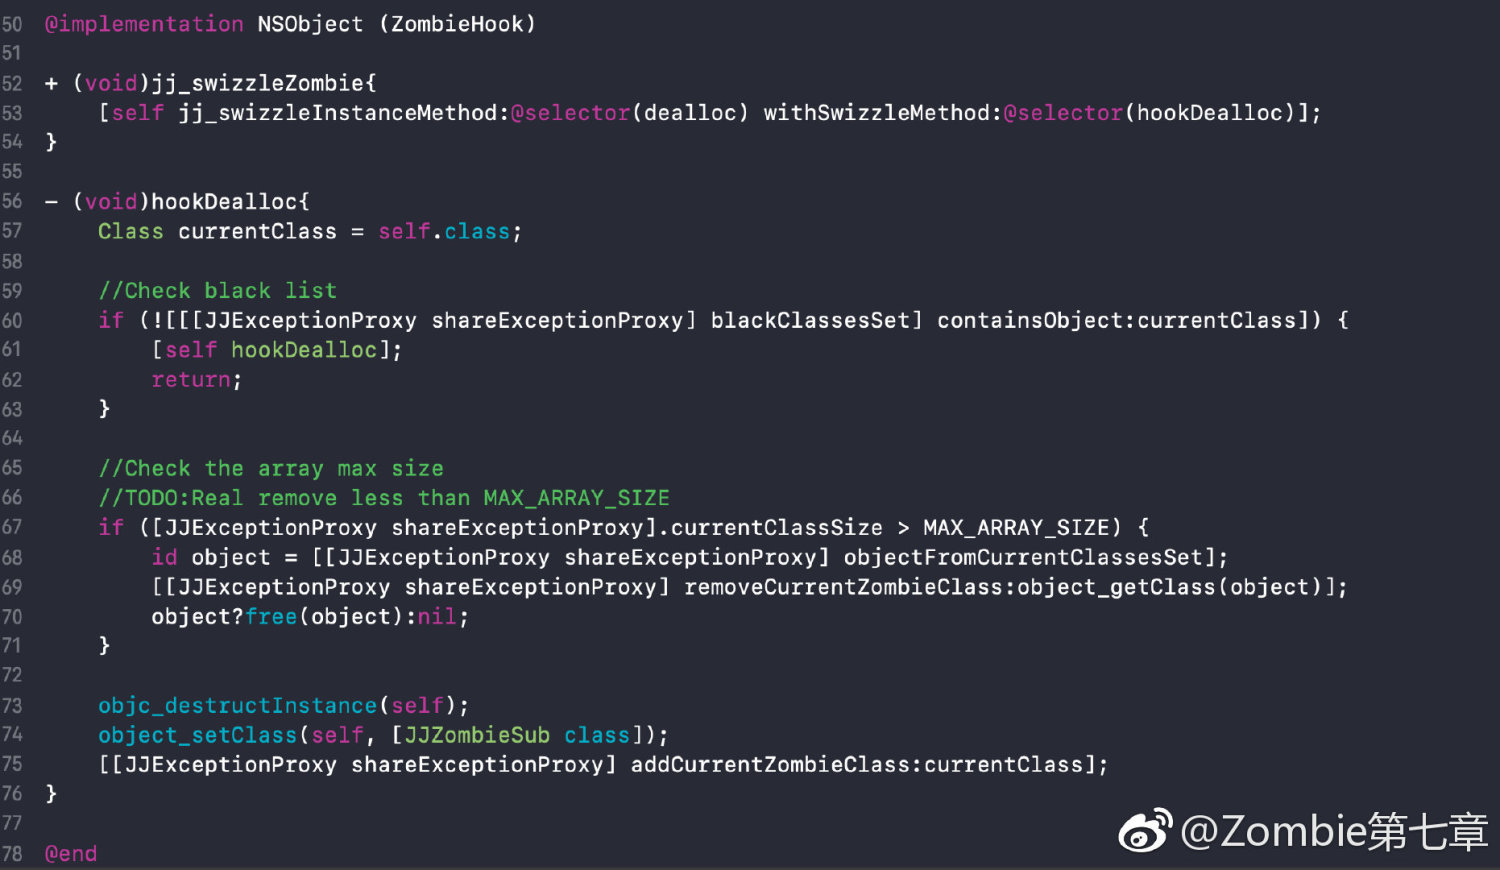 50 @implementation NSObject (ZombieHook)
51
52 + (void)jj_swizzleZombie{
53     [self jj_swizzleInstanceMethod:@selector(dealloc) withSwizzleMethod:@selector(hookDealloc)];
54 }
55
56 - (void)hookDealloc{
57     Class currentClass = self.class;
58
59     //Check black list
60     if (![[[JJExceptionProxy shareExceptionProxy] blackClassesSet] containsObject:currentClass]) {
61         [self hookDealloc];
62         return;
63     }
64
65     //Check the array max size
66     //TODO:Real remove less than MAX_ARRAY_SIZE
67     if ([JJExceptionProxy shareExceptionProxy].currentClassSize > MAX_ARRAY_SIZE) {
68         id object = [[JJExceptionProxy shareExceptionProxy] objectFromCurrentClassesSet];
69         [[JJExceptionProxy shareExceptionProxy] removeCurrentZombieClass:object_getClass(object)];
70         object?free(object):nil;
71     }
72
73     objc_destructInstance(self);
74     object_setClass(self, [JJZombieSub class]);
75     [[JJExceptionProxy shareExceptionProxy] addCurrentZombieClass:currentClass];
76 }
77
78 @end
@Zombie第七章